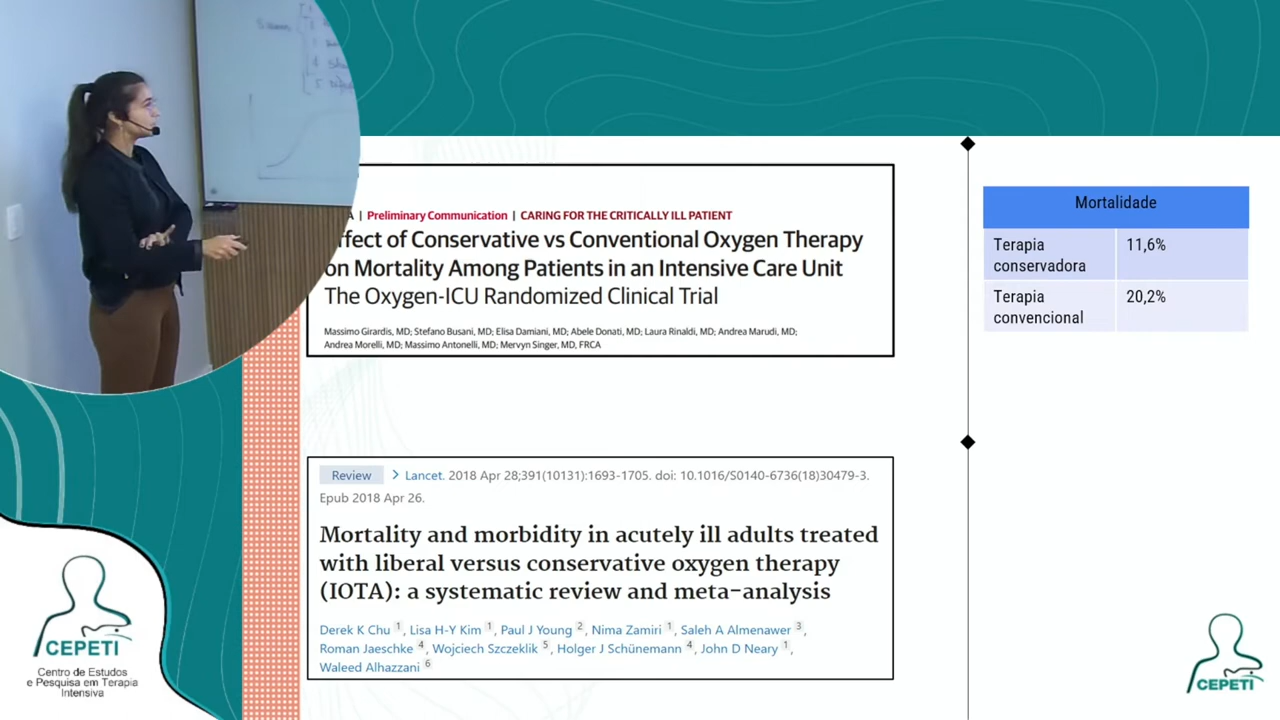 A | Preliminary Communication | CARING FOR THE CRITICALLY ILL PATIENT
ffect of Conservative vs Conventional Oxygen Therapy
on Mortality Among Patients in an Intensive Care Unit
The Oxygen-ICU Randomized Clinical Trial
Massimo Girardis, MD; Stefano Busani, MD; Elisa Damiani, MD; Abele Donati, MD; Laura Rinaldi, MD; Andrea Marudi, MD;
Andrea Morelli, MD; Massimo Antonelli, MD; Mervyn Singer, MD, FRCA
Mortalidade
Terapia conservadora 11,6%
Terapia convencional 20,2%
Review > Lancet. 2018 Apr 28;391(10131):1693-1705. doi: 10.1016/S0140-6736(18)30479-3.
Epub 2018 Apr 26.
Mortality and morbidity in acutely ill adults treated
with liberal versus conservative oxygen therapy
(IOTA): a systematic review and meta-analysis
Derek K Chu 1, Lisa H-Y Kim 1, Paul J Young 2, Nima Zamiri 1, Saleh A Almenawer 3,
Roman Jaeschke 4, Wojciech Szczeklik 5, Holger J Schünemann 4, John D Neary 1,
Waleed Alhazzani 6
CEPETI
Centro de Estudos
e Pesquisa em Terapia
Intensiva
CEPETI